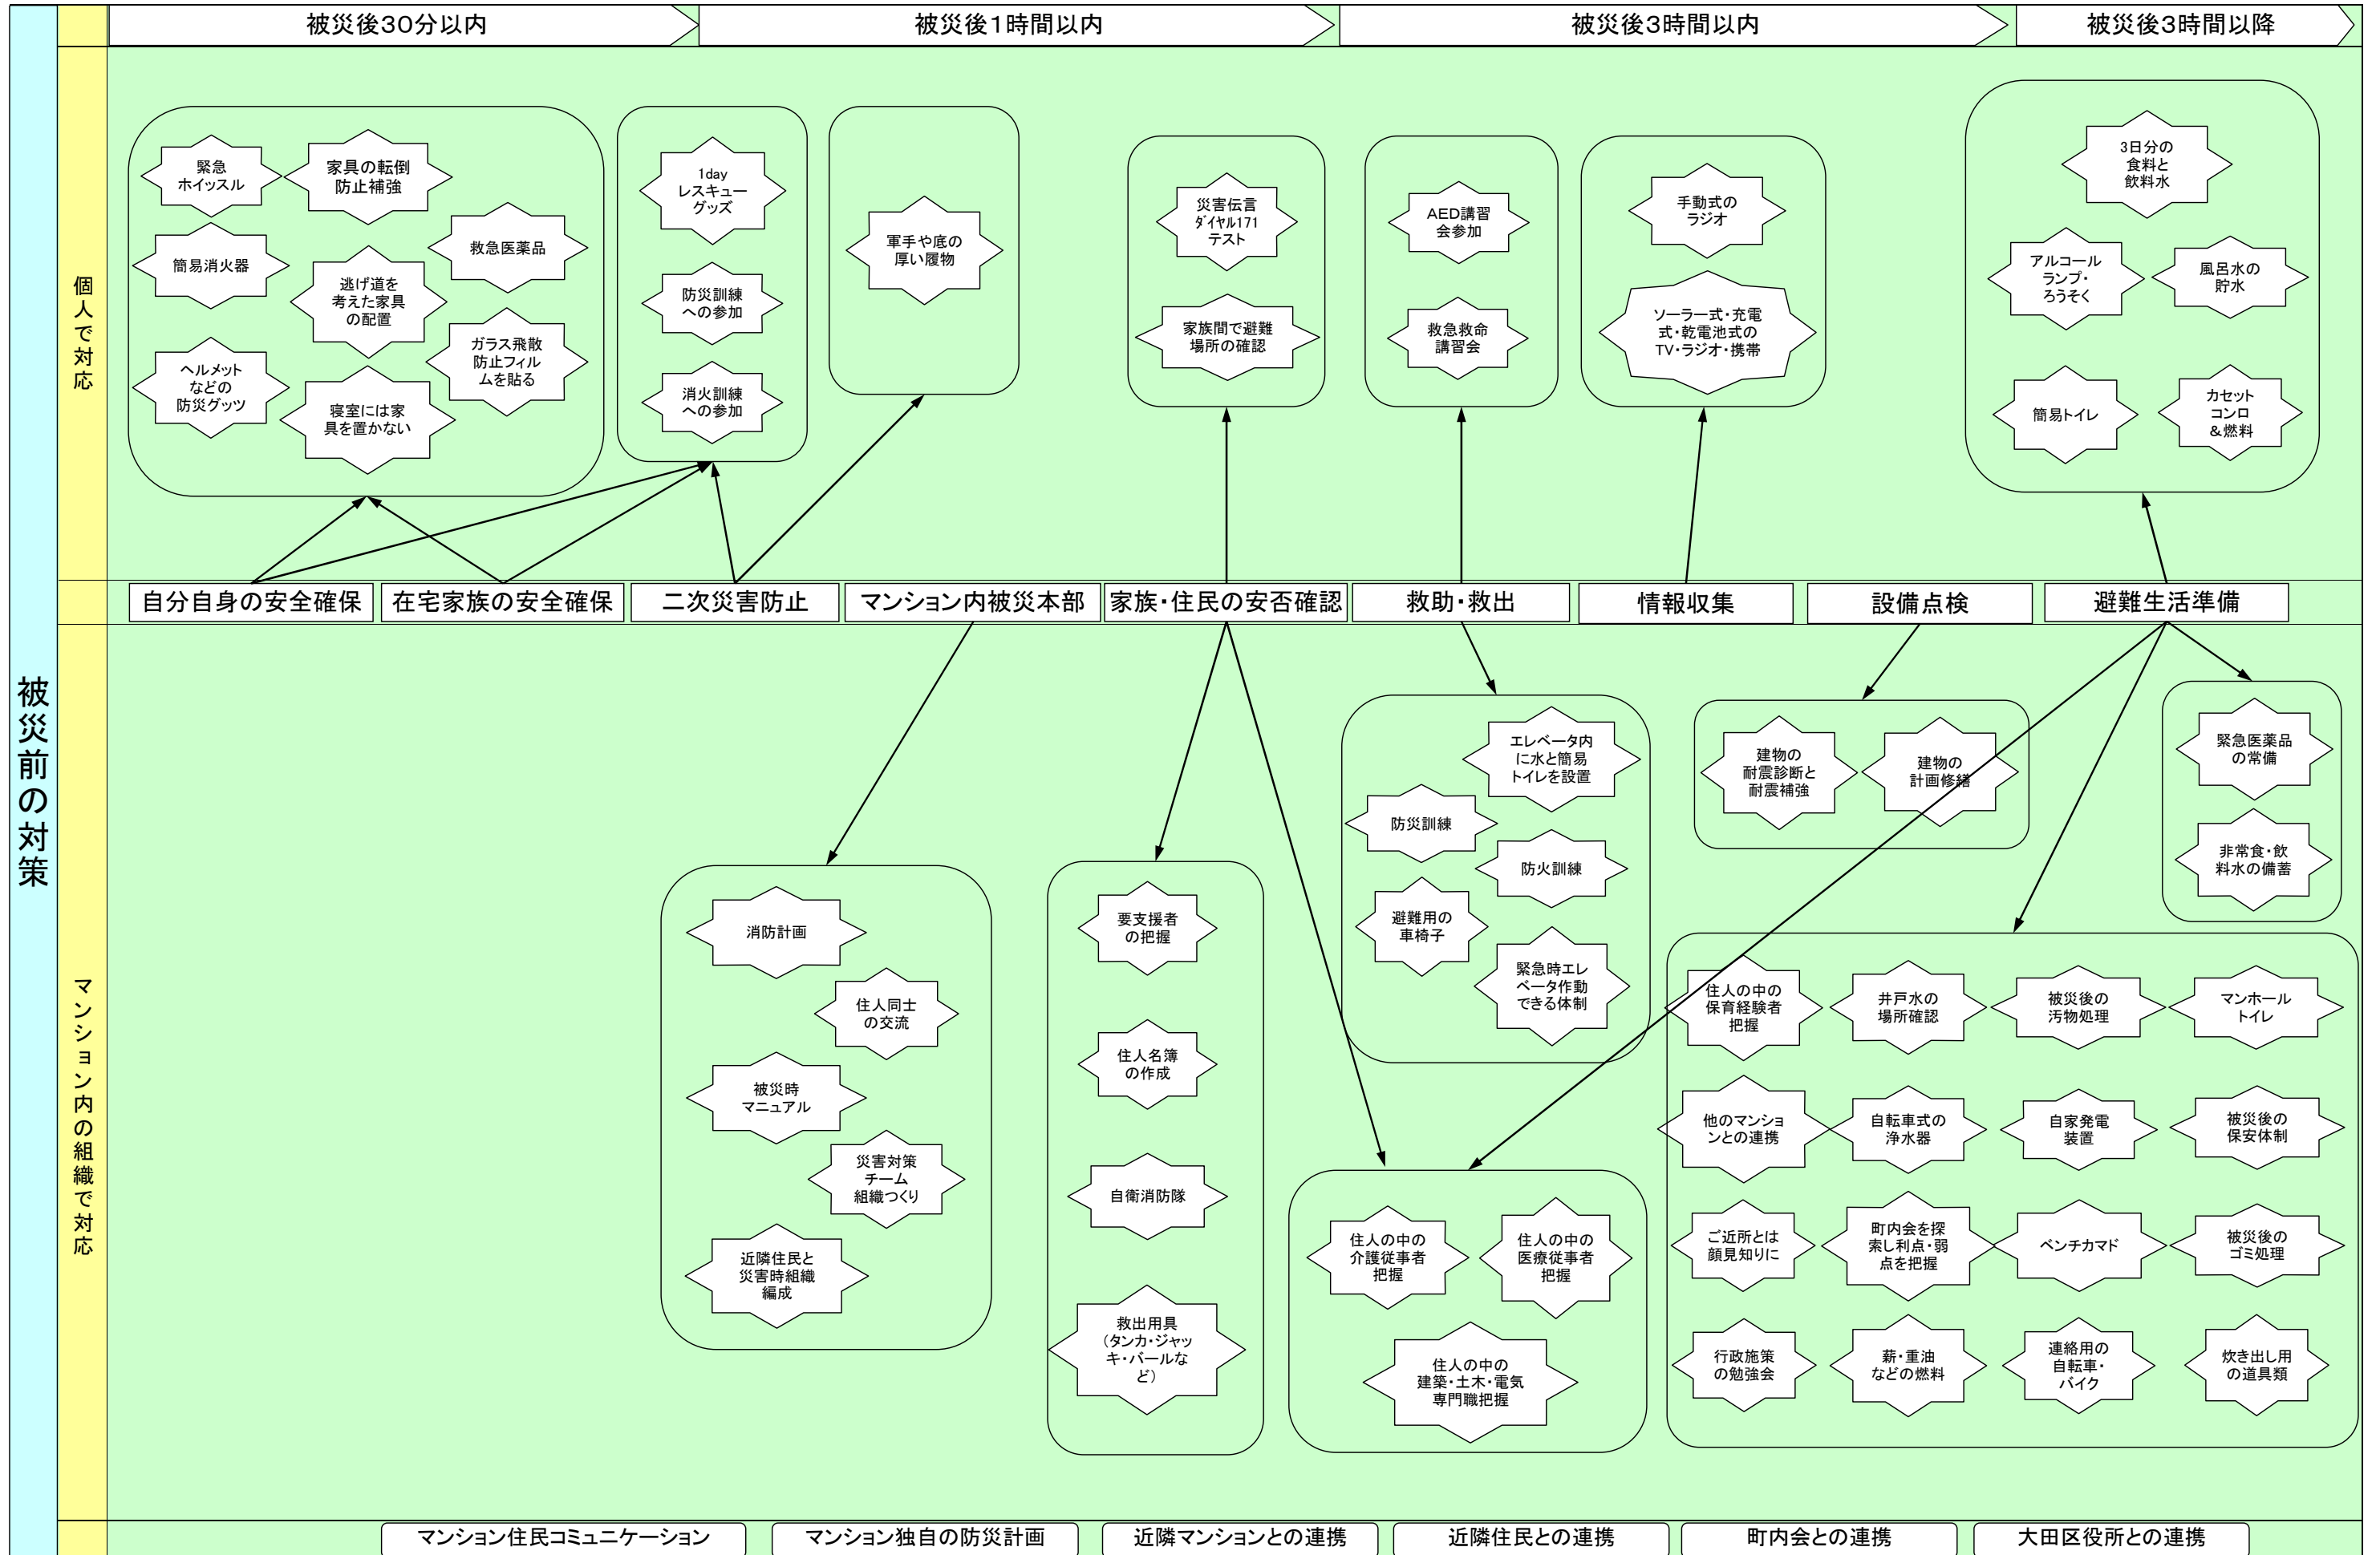 被災後30分以内
被災後1時間以内
被災後3時間以内
被災後3時間以降
被災前の対策
個人で対応
緊急
ホイッスル
家具の転倒
防止補強
救急医薬品
簡易消火器
逃げ道を
考えた家具
の配置
ガラス飛散
防止フィル
ムを貼る
ヘルメット
などの
防災グッツ
寝室には家
具を置かない
1day
レスキュー
グッズ
防災訓練
への参加
消火訓練
への参加
軍手や底の
厚い履物
災害伝言
ダイヤル171
テスト
家族間で避難
場所の確認
AED講習
会参加
救急救命
講習会
手動式の
ラジオ
ソーラー式・充電
式・乾電池式の
TV・ラジオ・携帯
3日分の
食料と
飲料水
アルコール
ランプ・
ろうそく
風呂水の
貯水
簡易トイレ
カセット
コンロ
&燃料
自分自身の安全確保
在宅家族の安全確保
二次災害防止
マンション内被災本部
家族・住民の安否確認
救助・救出
情報収集
設備点検
避難生活準備
マンション内の組織で対応
消防計画
住人同士
の交流
被災時
マニュアル
災害対策
チーム
組織つくり
近隣住民と
災害時組織
編成
要支援者
の把握
住人名簿
の作成
自衛消防隊
救出用具
(タンカ・ジャッ
キ・バールな
ど)
エレベータ内
に水と簡易
トイレを設置
防災訓練
防火訓練
避難用の
車椅子
緊急時エレ
ベータ作動
できる体制
住人の中の
介護従事者
把握
住人の中の
医療従事者
把握
住人の中の
建築・土木・電気
専門職把握
建物の
耐震診断と
耐震補強
建物の
計画修繕
緊急医薬品
の常備
非常食・飲
料水の備蓄
住人の中の
保育経験者
把握
井戸水の
場所確認
被災後の
汚物処理
マンホール
トイレ
他のマンショ
ンとの連携
自転車式の
浄水器
自家発電
装置
被災後の
保安体制
ご近所とは
顔見知りに
町内会を探
索し利点・弱
点を把握
ベンチカマド
被災後の
ゴミ処理
行政施策
の勉強会
薪・重油
などの燃料
連絡用の
自転車・
バイク
炊き出し用
の道具類
マンション住民コミュニケーション
マンション独自の防災計画
近隣マンションとの連携
近隣住民との連携
町内会との連携
大田区役所との連携